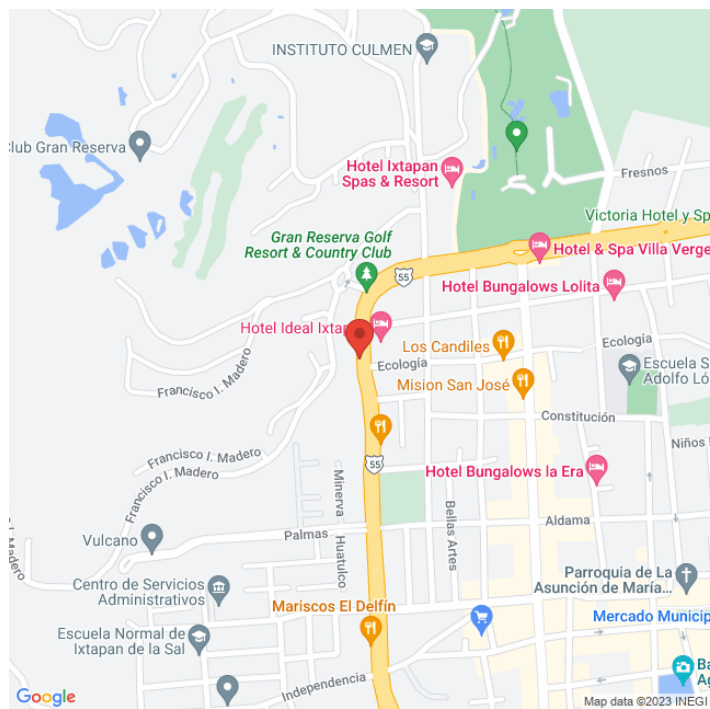 INSTITUTO CULMEN
Club Gran Reserva
Hotel Ixtapan
Spas & Resort
Fresnos
Victoria Hotel y Sp
Gran Reserva Golf
Resort & Country Club
55
Hotel & Spa Villa Verge
Hotel Bungalows Lolita
Hotel Ideal Ixtap
Los Candiles
Ecología
Ecología
Escuela S
Adolfo Ló
Francisco I. Madero
Mision San José
Constitución
Niños
Francisco I. Madero
55
Hotel Bungalows la Era
Francisco I. Madero
Minerva
Bellas Artes
Madero
Vulcano
Palmas
Aldama
Huatulco
Centro de Servicios
Administrativos
Parroquia de La
Asunción de María...
Mariscos El Delfín
Mercado Municip
Escuela Normal de
Ixtapan de la Sal
Independencia
Ba
Ag
Google
Map data ©2023 INEGI